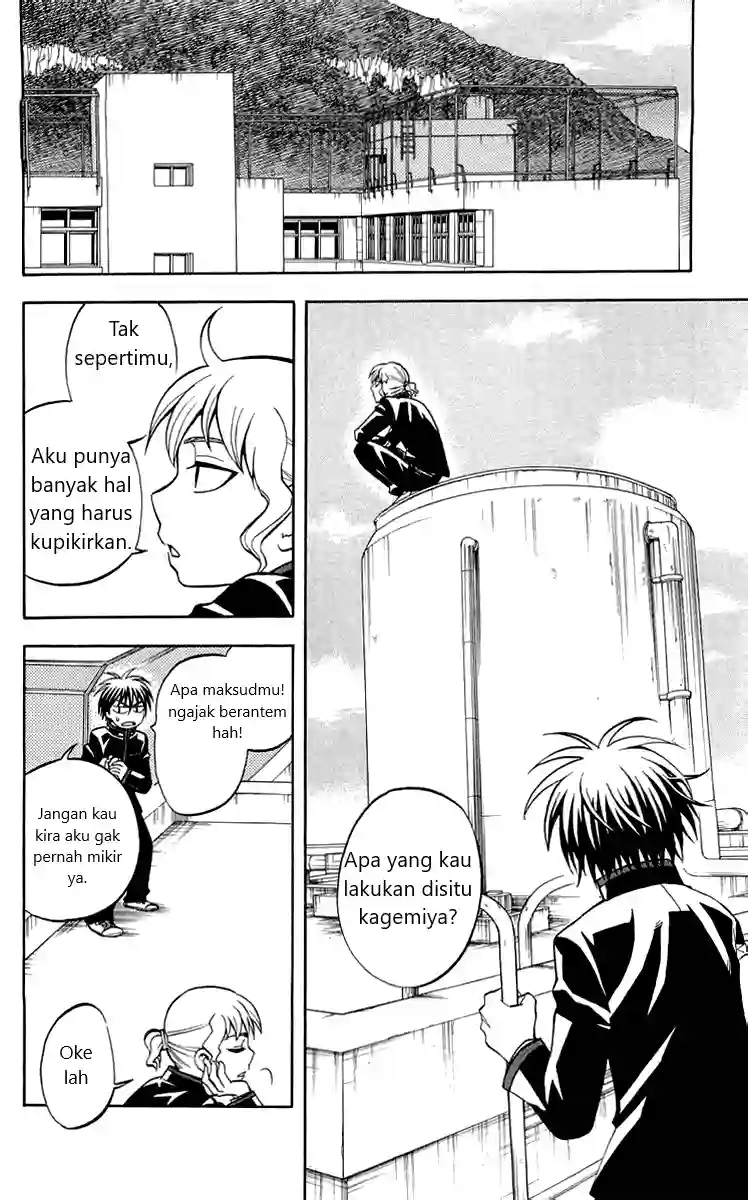 Apa yang kau
lakukan disitu
kagemiya?
Tak
sepertimu,
Aku punya
banyak hal
yang harus
kupikirkan.
Apa maksudmu!
ngajak berantem
hah!
Jangan kau
kira aku gak
pernah mikir
ya.
Oke
lah